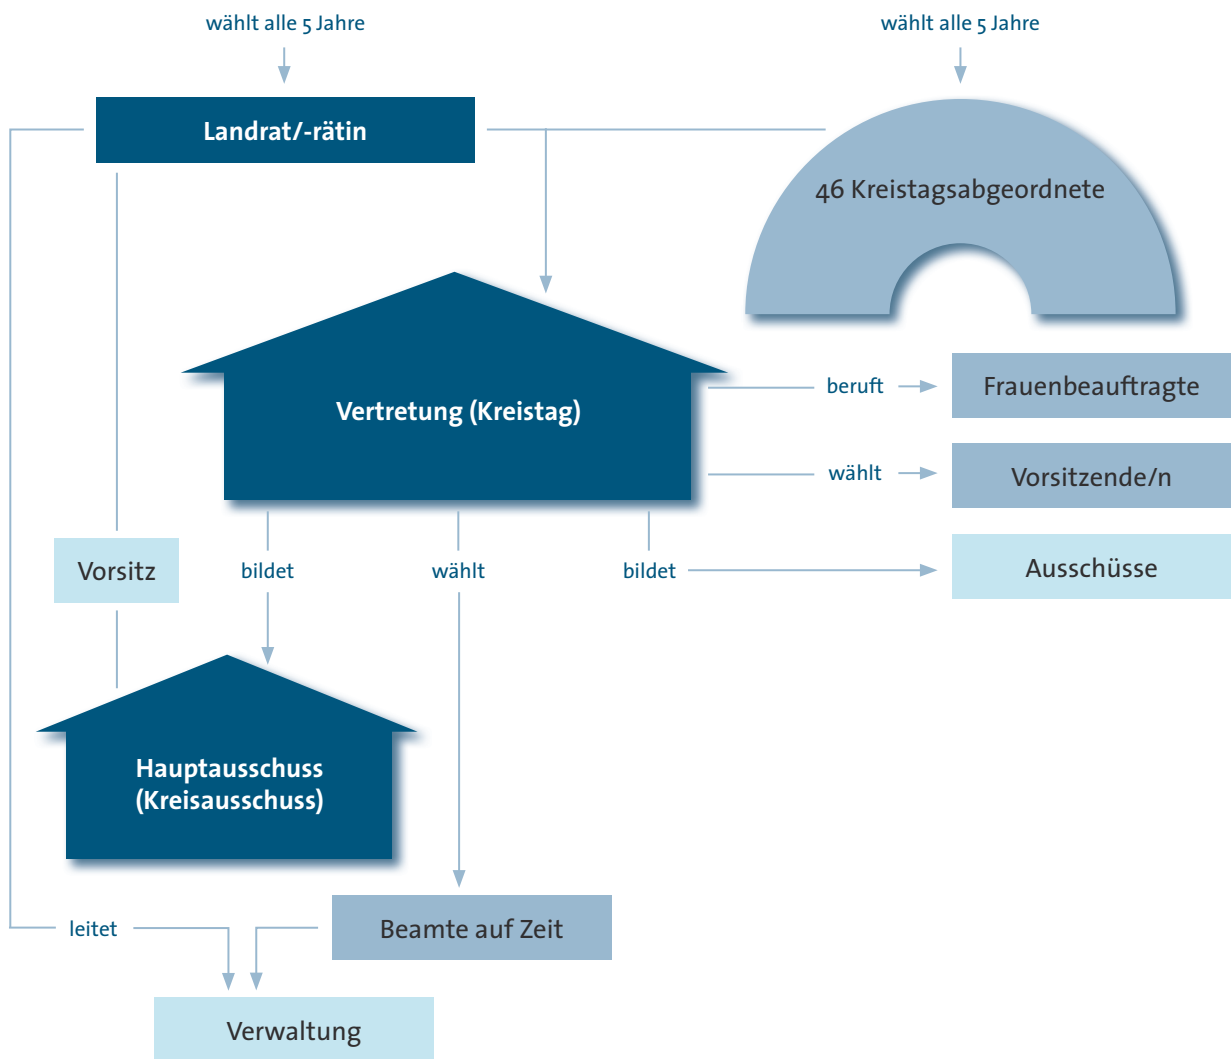 wählt alle 5 Jahre
wählt alle 5 Jahre
Landrat/-rätin
46 Kreistagsabgeordnete
Vertretung (Kreistag)
beruft
Frauenbeauftragte
wählt
Vorsitzende/n
Vorsitz
bildet
wählt
bildet
Ausschüsse
Hauptausschuss
(Kreisausschuss)
leitet
Beamte auf Zeit
Verwaltung